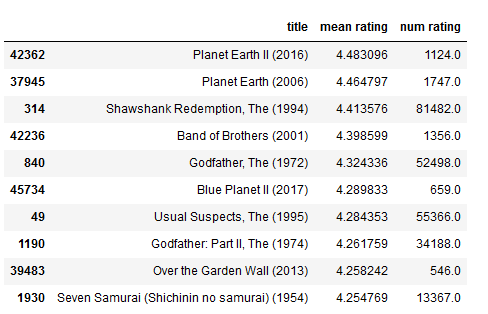 title mean rating num rating
42362 Planet Earth II (2016) 4.483096 1124.0
37945 Planet Earth (2006) 4.464797 1747.0
314 Shawshank Redemption, The (1994) 4.413576 81482.0
42236 Band of Brothers (2001) 4.398599 1356.0
840 Godfather, The (1972) 4.324336 52498.0
45734 Blue Planet II (2017) 4.289833 659.0
49 Usual Suspects, The (1995) 4.284353 55366.0
1190 Godfather: Part II, The (1974) 4.261759 34188.0
39483 Over the Garden Wall (2013) 4.258242 546.0
1930 Seven Samurai (Shichinin no samurai) (1954) 4.254769 13367.0